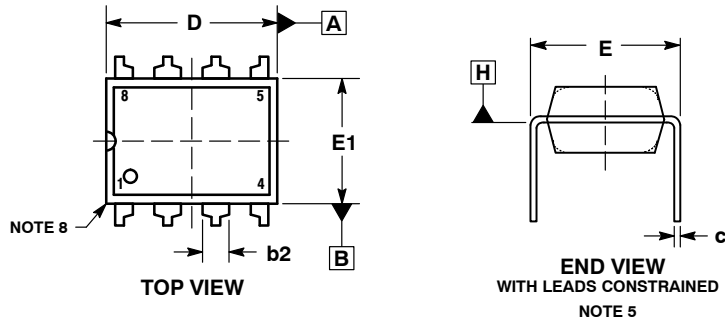 D
A
E
H
8
5
E1
1
4
NOTE 8
b2
B
c
TOP VIEW
END VIEW
WITH LEADS CONSTRAINED
NOTE 5